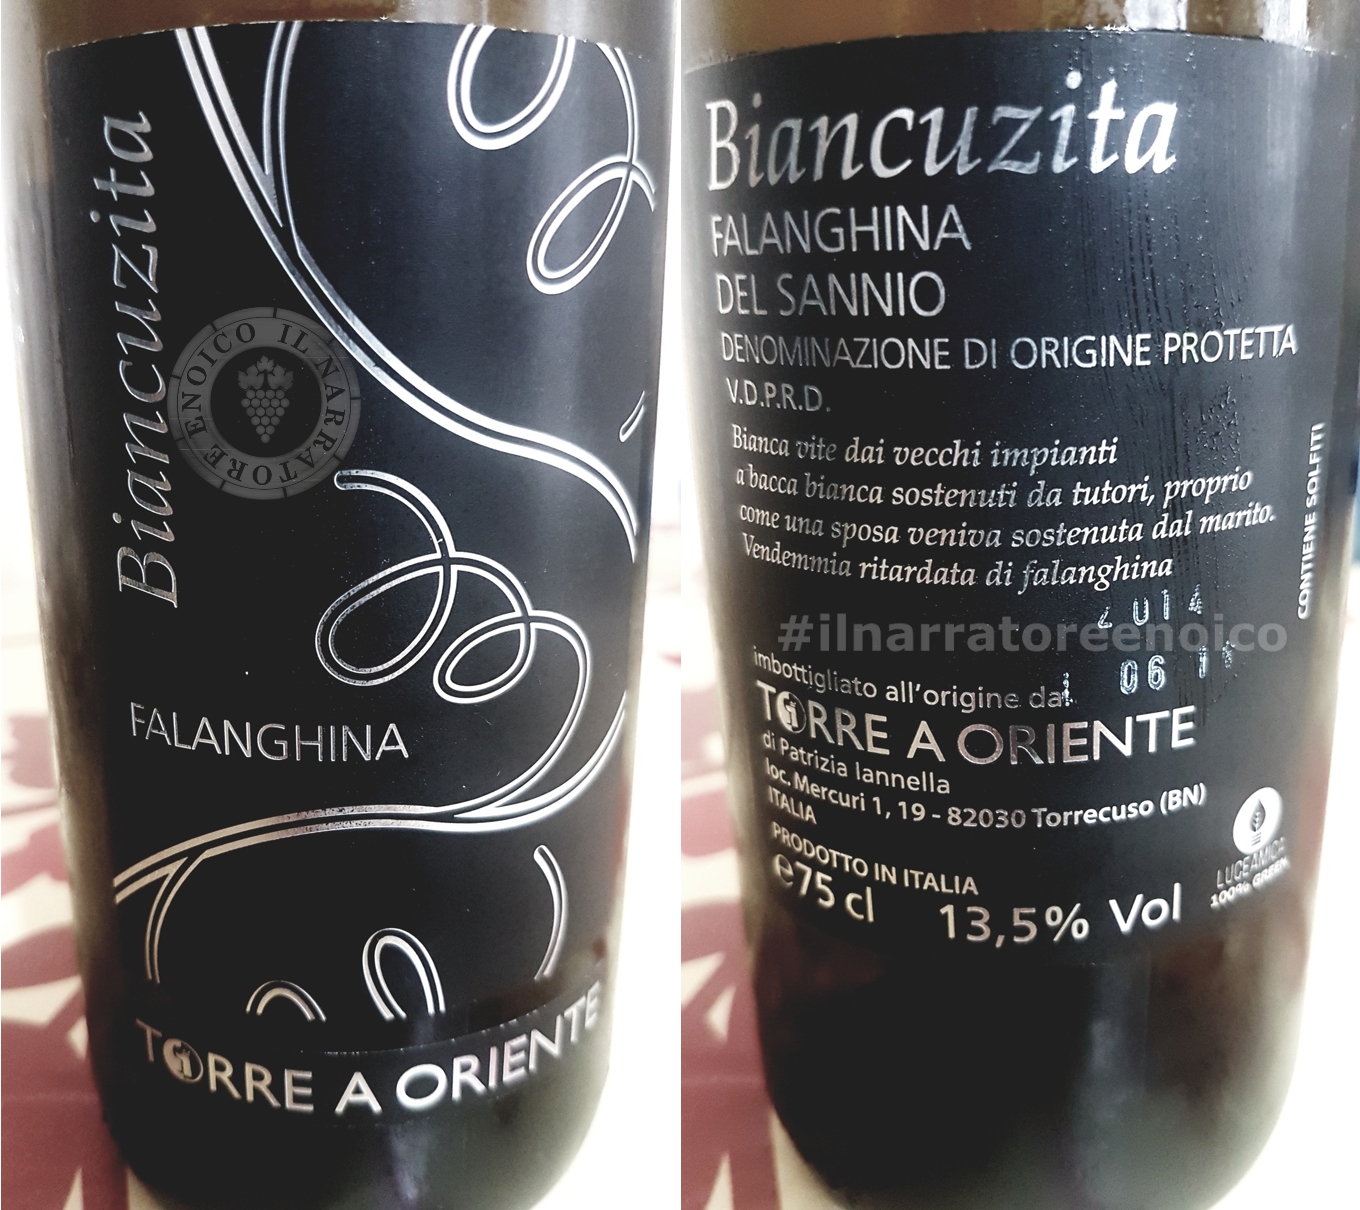 Biancuzita
IL NARRATORE ENOICO
FALANGHINA
TORRE A ORIENTE
Biancuzita
FALANGHINA
DEL SANNIO
DENOMINAZIONE DI ORIGINE PROTETTA
V.D.P.R.D.
Bianca vite dai vecchi impianti
a bacca bianca sostenuti da tutori, proprio
come una sposa veniva sostenuta dal marito.
Vendemmia ritardata di falanghina
2014
#ilnarratoreenoico
06
imbottigliato all'origine da
TORRE A ORIENTE
di Patrizia Iannella
loc. Mercuri 1, 19 - 82030 Torrecuso (BN)
ITALIA
PRODOTTO IN ITALIA
e75 cl
13,5% Vol
CONTIENE SOLFITI
LUCEAMICA
100% GREEN